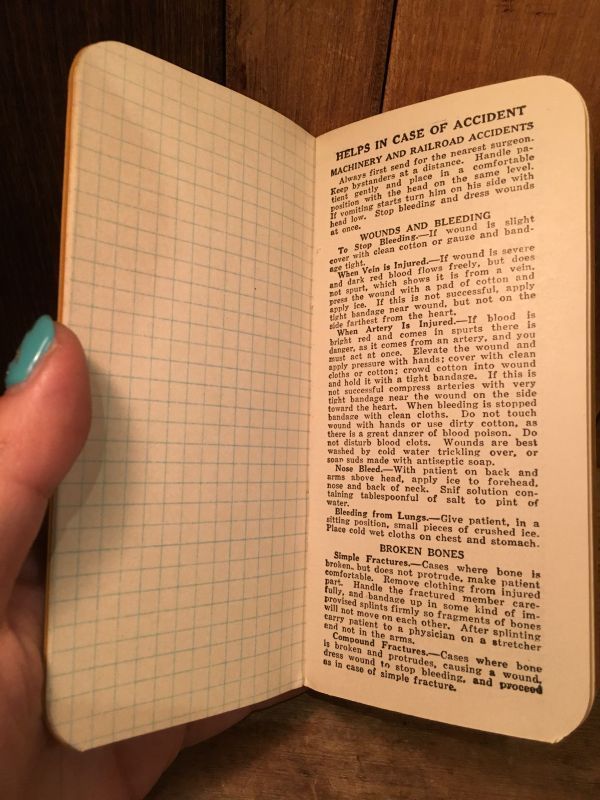 HELPS IN CASE OF ACCIDENT
MACHINERY AND RAILROAD ACCIDENTS
Always first send for the nearest surgeon.
Keep bystanders at a distance. Handle pa-
tient gently and place in a comfortable
position with the head on the same level.
If vomiting starts turn him on his side with
head low. Stop bleeding and dress wounds
at once.
WOUNDS AND BLEEDING
To Stop Bleeding.—If wound is slight
cover with clean cotton or gauze and band-
age tight.
When Vein is Injured.—If wound is severe
and dark red blood flows freely, but does
not spurt, which shows it is from a vein,
press the wound with a pad of cotton and
apply ice. If this is not successful, apply
tight bandage near wound, but not on the
side farthest from the heart.
When Artery Is Injured.—If blood is
bright red and comes in spurts there is
danger, as it comes from an artery, and you
must act at once. Elevate the wound and
apply pressure with hands; cover with clean
cloths or cotton; crowd cotton into wound
and hold it with a tight bandage. If this is
not successful compress arteries with very
tight bandage near the wound on the side
toward the heart. When bleeding is stopped
bandage with clean cloths. Do not touch
wound with hands or use dirty cotton, as
there is a great danger of blood poison. Do
not disturb blood clots. Wounds are best
washed by cold water trickling over, or
soap suds made with antiseptic soap.
Nose Bleed.—With patient on back and
arms above head, apply ice to forehead,
nose and back of neck. Snif solution con-
taining tablespoonful of salt to pint of
water.
Bleeding from Lungs.—Give patient, in a
sitting position, small pieces of crushed ice.
Place cold wet cloths on chest and stomach.
BROKEN BONES
Simple Fractures.—Cases where bone is
broken, but does not protrude, make patient
comfortable. Remove clothing from injured
part. Handle the fractured member care-
fully, and bandage up in some kind of im-
provised splints firmly so fragments of bones
will not move on each other. After splinting
carry patient to a physician on a stretcher
and not in the arms.
Compound Fractures.—Cases where bone
is broken and protrudes, causing a wound,
dress wound to stop bleeding, and proceed
as in case of simple fracture.